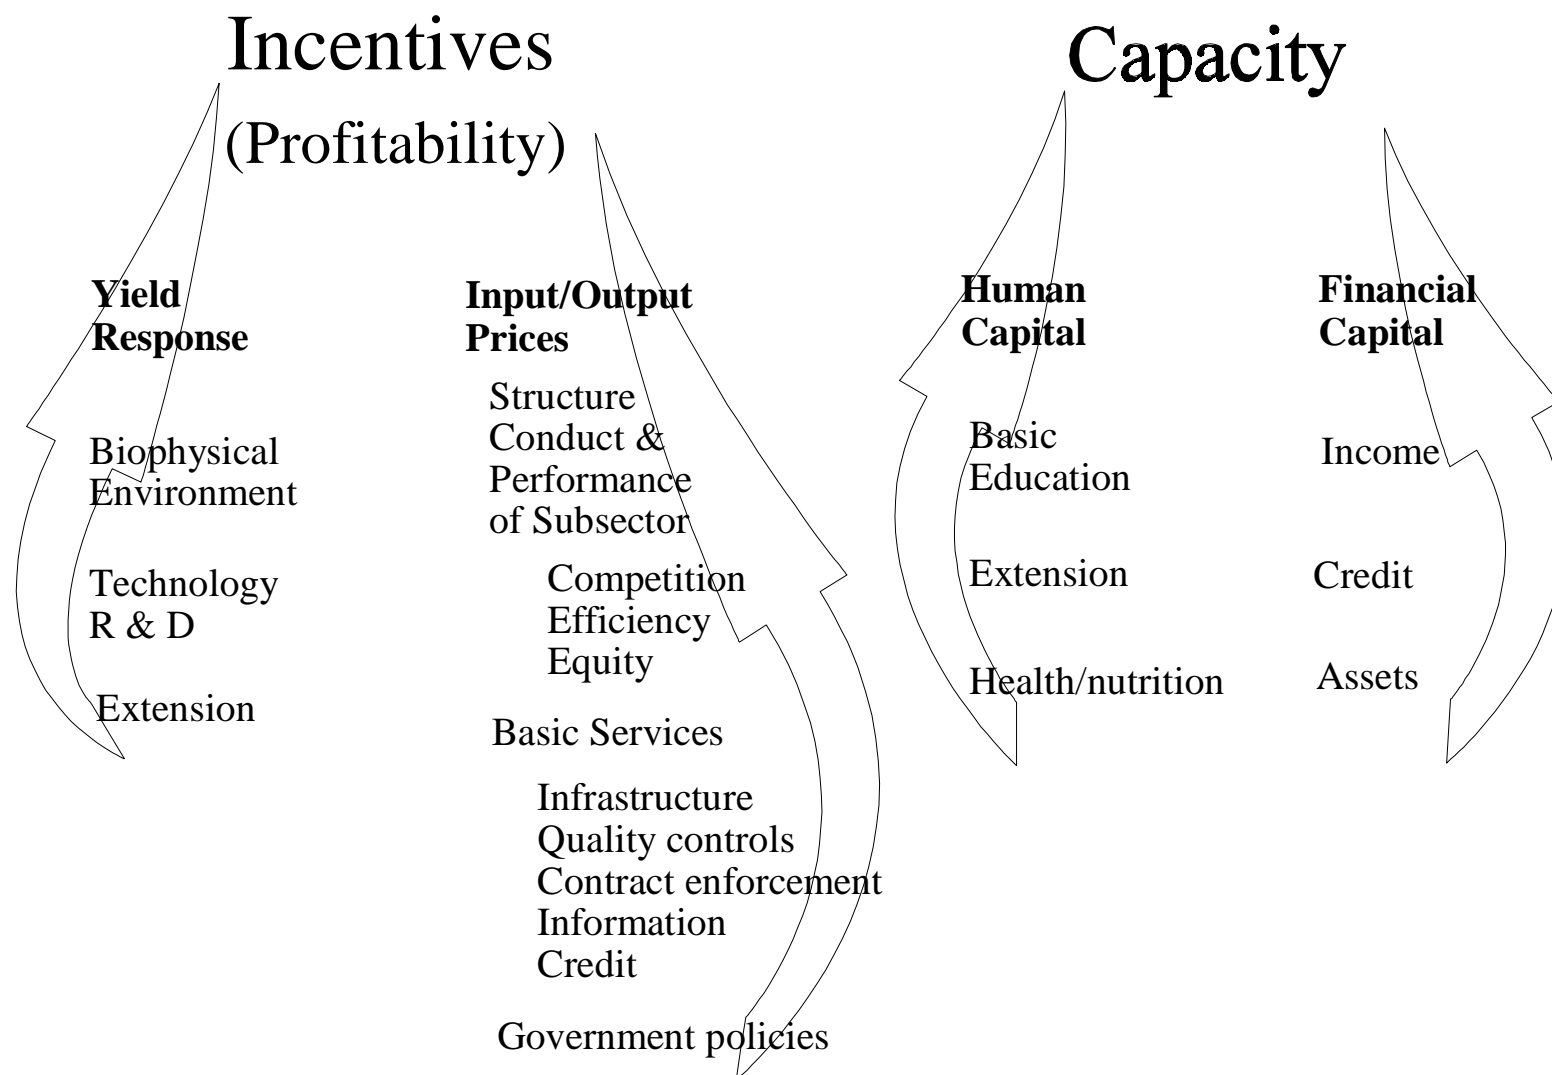 Incentives
(Profitability)
Yield
Response
Biophysical
Environment
Technology
R & D
Extension
Input/Output
Prices
Structure
Conduct &
Performance
of Subsector
Competition
Efficiency
Equity
Basic Services
Infrastructure
Quality controls
Contract enforcement
Information
Credit
Government policies
Capacity
Human
Capital
Basic
Education
Extension
Health/nutrition
Financial
Capital
Income
Credit
Assets